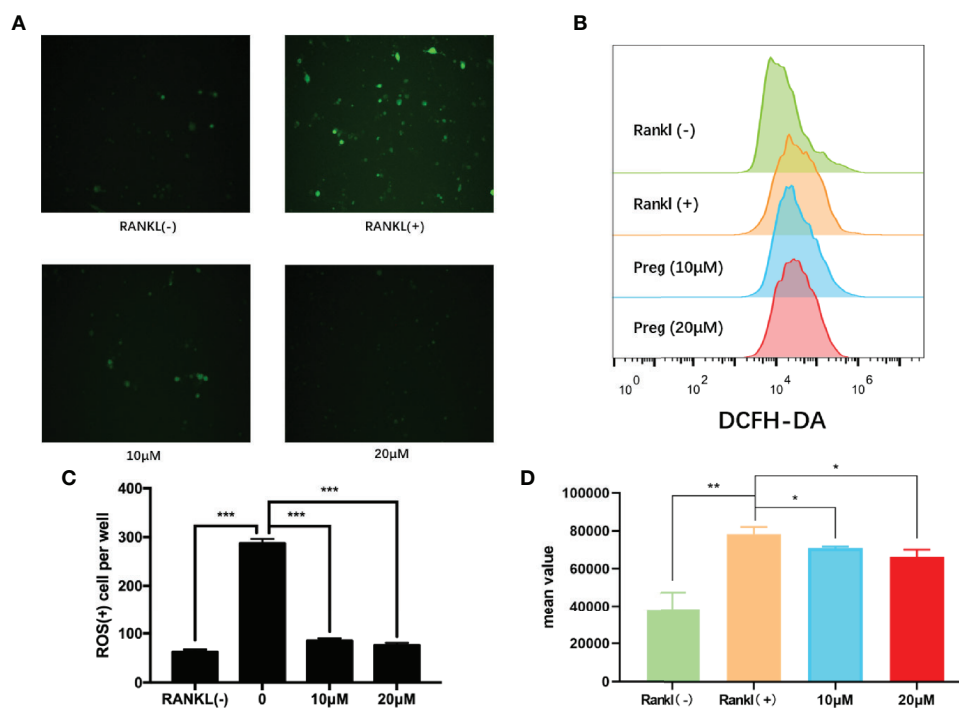 A
RANKL(-)
RANKL(+)
10μM
20μM
B
Rankl (-)
Rankl (+)
Preg (10μM)
Preg (20μM)
10^0 10^2 10^4 10^6
DCFH-DA
C
ROS(+) cell per well
400
300
200
100
0
***
***
***
RANKL(-) 0 10μM 20μM
D
mean value
100000
80000
60000
40000
20000
0
**
*
*
Rankl(-) Rankl(+) 10μM 20μM